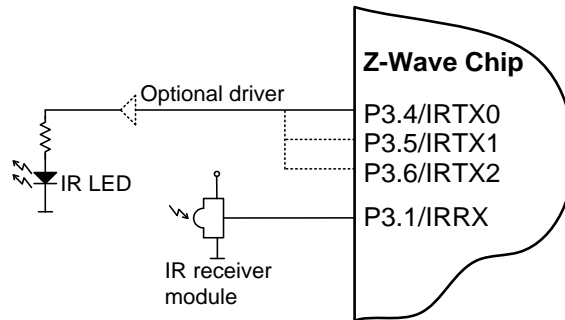 Z-Wave Chip
Optional driver
P3.4/IRTX0
P3.5/IRTX1
P3.6/IRTX2
IR LED
P3.1/IRRX
IR receiver
module